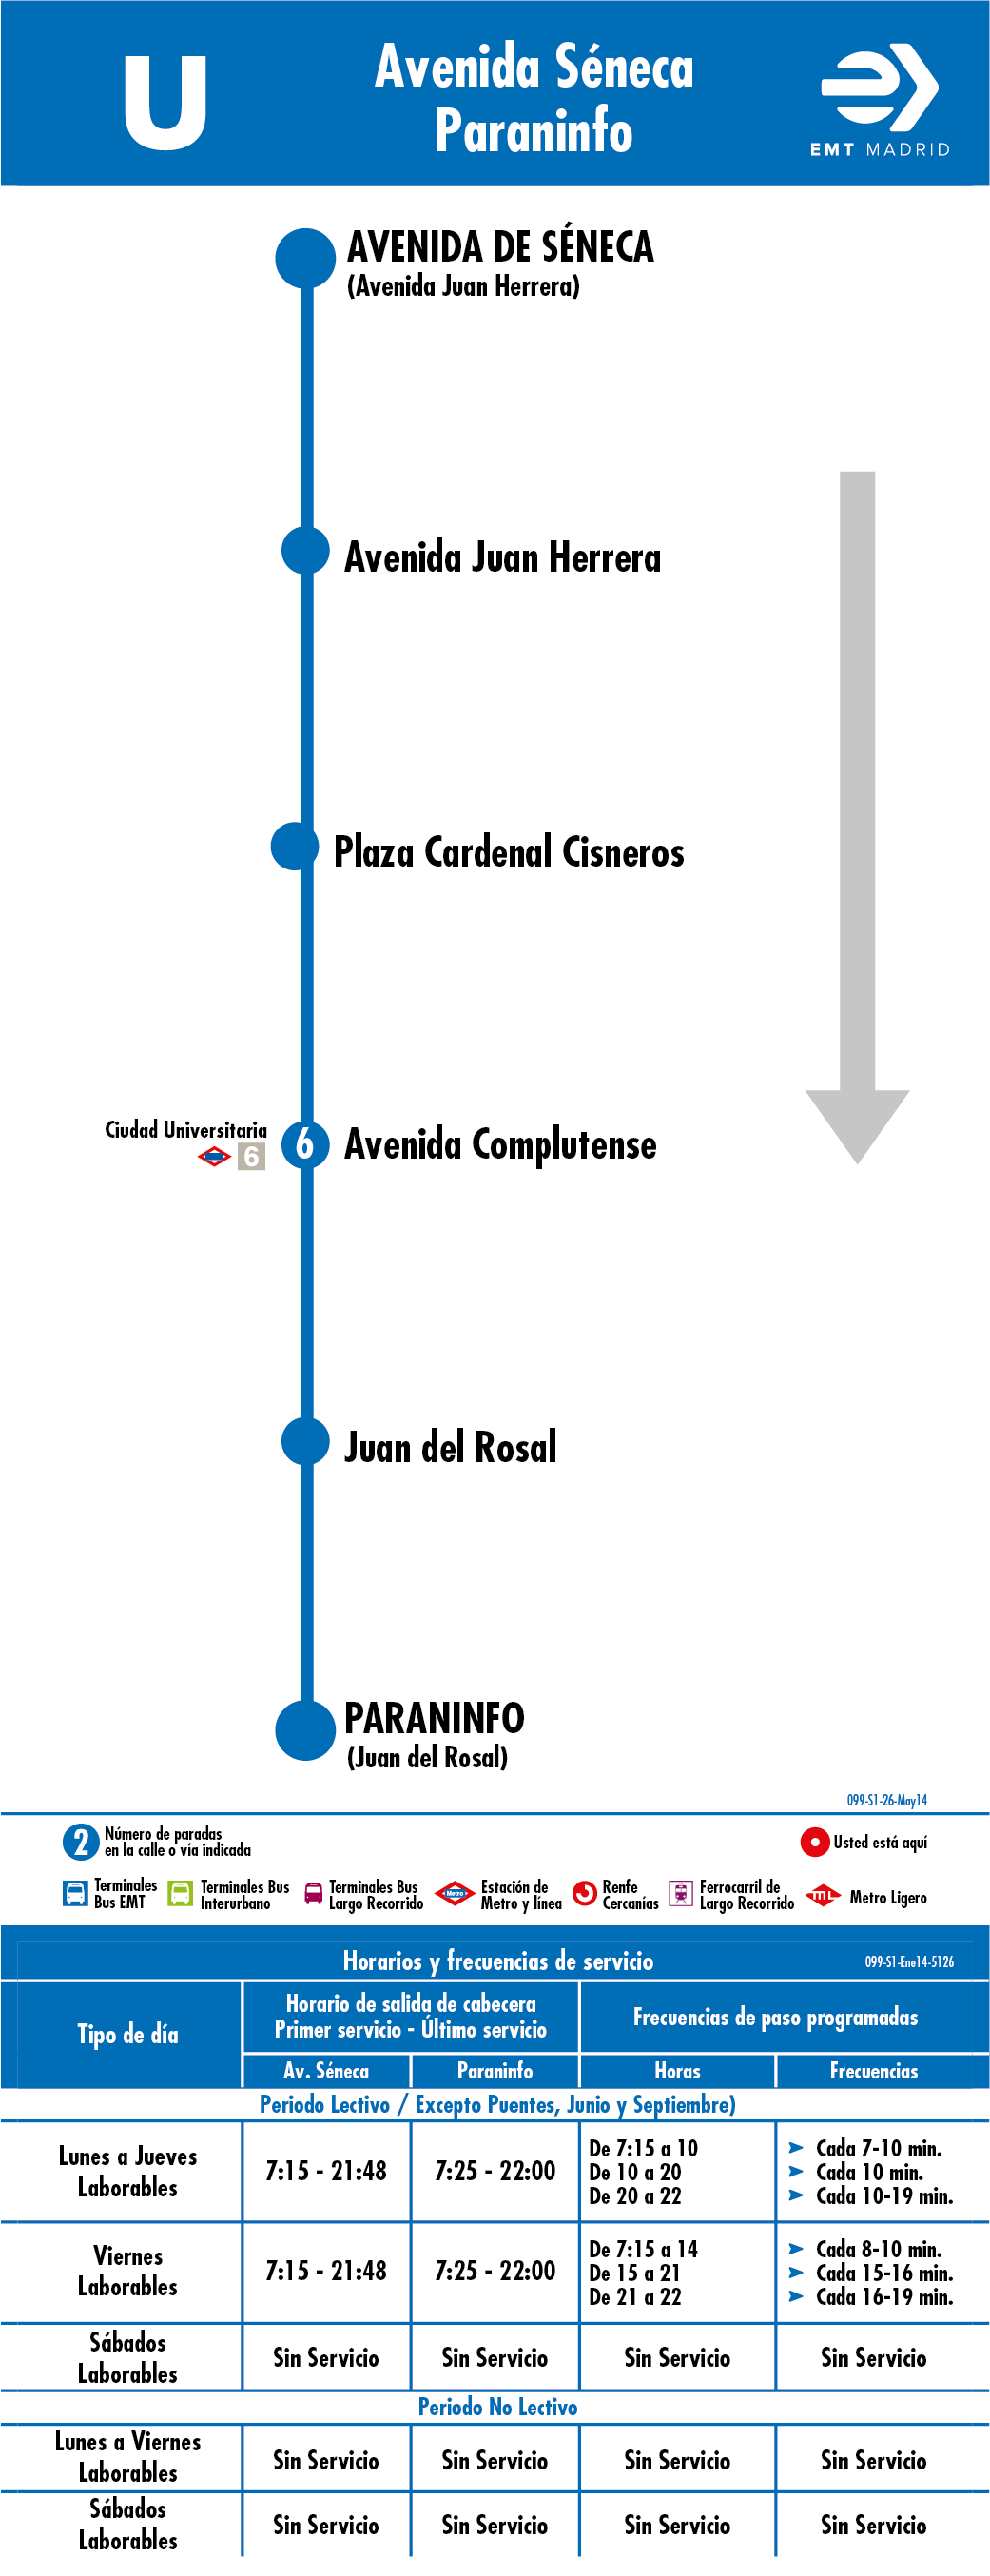 U
Avenida Séneca
Paraninfo
EMT MADRID
AVENIDA DE SÉNECA
(Avenida Juan Herrera)
Avenida Juan Herrera
Plaza Cardenal Cisneros
Ciudad Universitaria
6
6
Avenida Complutense
Juan del Rosal
PARANINFO
(Juan del Rosal)
099-S1-26-May14
2
Número de paradas
en la calle o vía indicada
Usted está aquí
Terminales
Bus EMT
Terminales Bus
Interurbano
Terminales Bus
Largo Recorrido
Metro
Estación de
Metro y línea
Renfe
Cercanías
Ferrocarril de
Largo Recorrido
ML
Metro Ligero
Horarios y frecuencias de servicio
099-S1-Ene14-5126
Tipo de día
Horario de salida de cabecera
Primer servicio - Último servicio
Frecuencias de paso programadas
Av. Séneca
Paraninfo
Horas
Frecuencias
Periodo Lectivo / Excepto Puentes, Junio y Septiembre)
Lunes a Jueves
Laborables
7:15 - 21:48
7:25 - 22:00
De 7:15 a 10
De 10 a 20
De 20 a 22
Cada 7-10 min.
Cada 10 min.
Cada 10-19 min.
Viernes
Laborables
7:15 - 21:48
7:25 - 22:00
De 7:15 a 14
De 15 a 21
De 21 a 22
Cada 8-10 min.
Cada 15-16 min.
Cada 16-19 min.
Sábados
Laborables
Sin Servicio
Sin Servicio
Sin Servicio
Sin Servicio
Periodo No Lectivo
Lunes a Viernes
Laborables
Sin Servicio
Sin Servicio
Sin Servicio
Sin Servicio
Sábados
Laborables
Sin Servicio
Sin Servicio
Sin Servicio
Sin Servicio